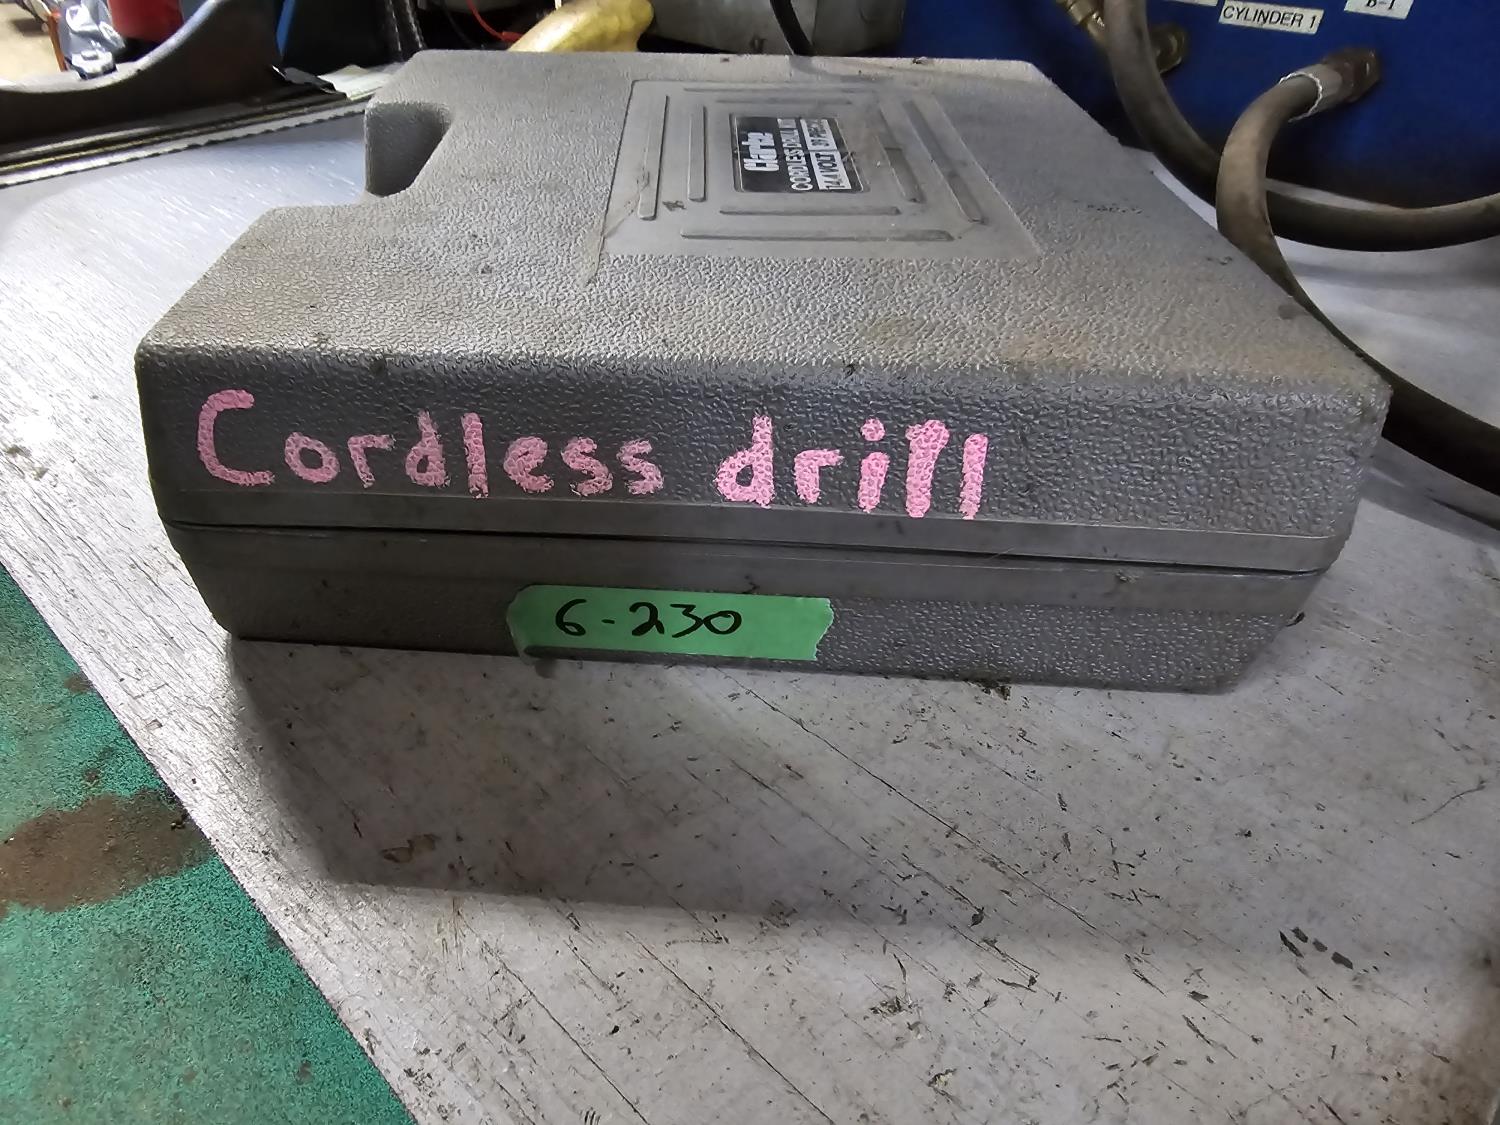 CYLINDER 1
B-1
Clarke
CORDLESS DRILL KIT
14.4 VOLT
Cordless drill
6-230